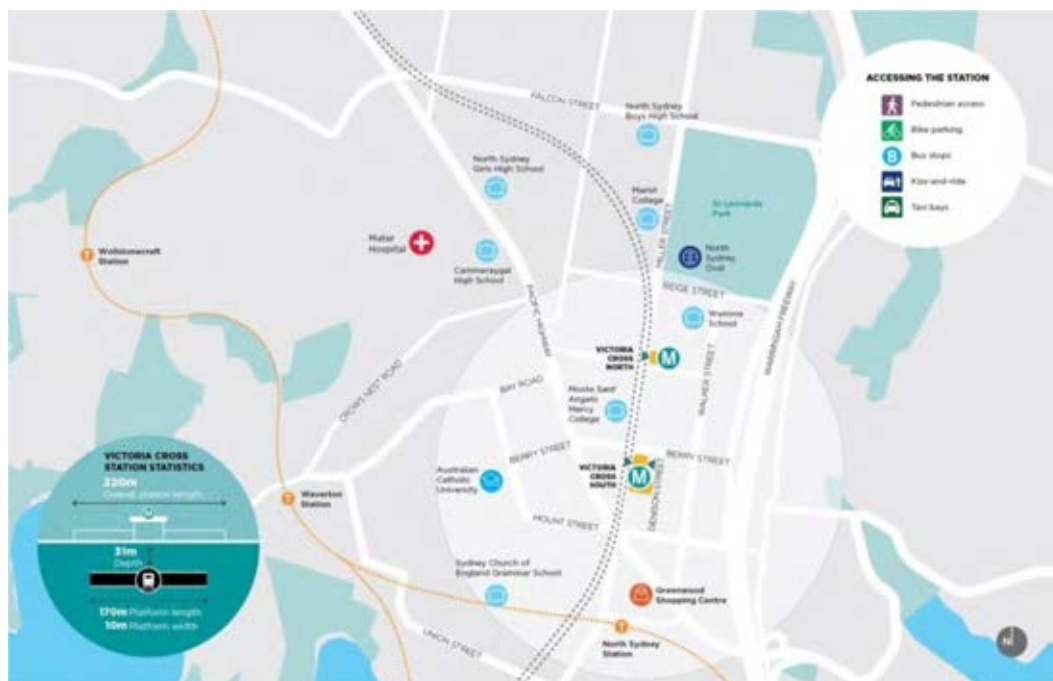 ACCESSING THE STATION
Pedestrian access
Bike parking
B
Bus stops
Kiss-and-ride
Taxi bays
FALCON STREET
North Sydney
Boys High School
North Sydney
Girls High School
Marist
College
MILLER STREET
St Leonards
Park
Mater
Hospital
Cammeraygal
High School
North
Sydney
Oval
T
Wollstonecraft
Station
PACIFIC HIGHWAY
RIDGE STREET
WARRINGAH FREEWAY
Wenona
School
VICTORIA
CROSS
NORTH
M
CROWS NEST ROAD
BAY ROAD
WALKER STREET
Monte Sant'
Angelo
Mercy
College
BERRY STREET
BERRY STREET
VICTORIA
CROSS
SOUTH
M
DENISON STREET
Australian
Catholic
University
T
Waverton
Station
MOUNT STREET
Sydney Church of
England Grammar School
Greenwood
Shopping Centre
UNION STREET
T
North Sydney
Station
VICTORIA CROSS
STATION STATISTICS
220m
Overall station length
M
31m
Depth
170m Platform length
10m Platform width
N